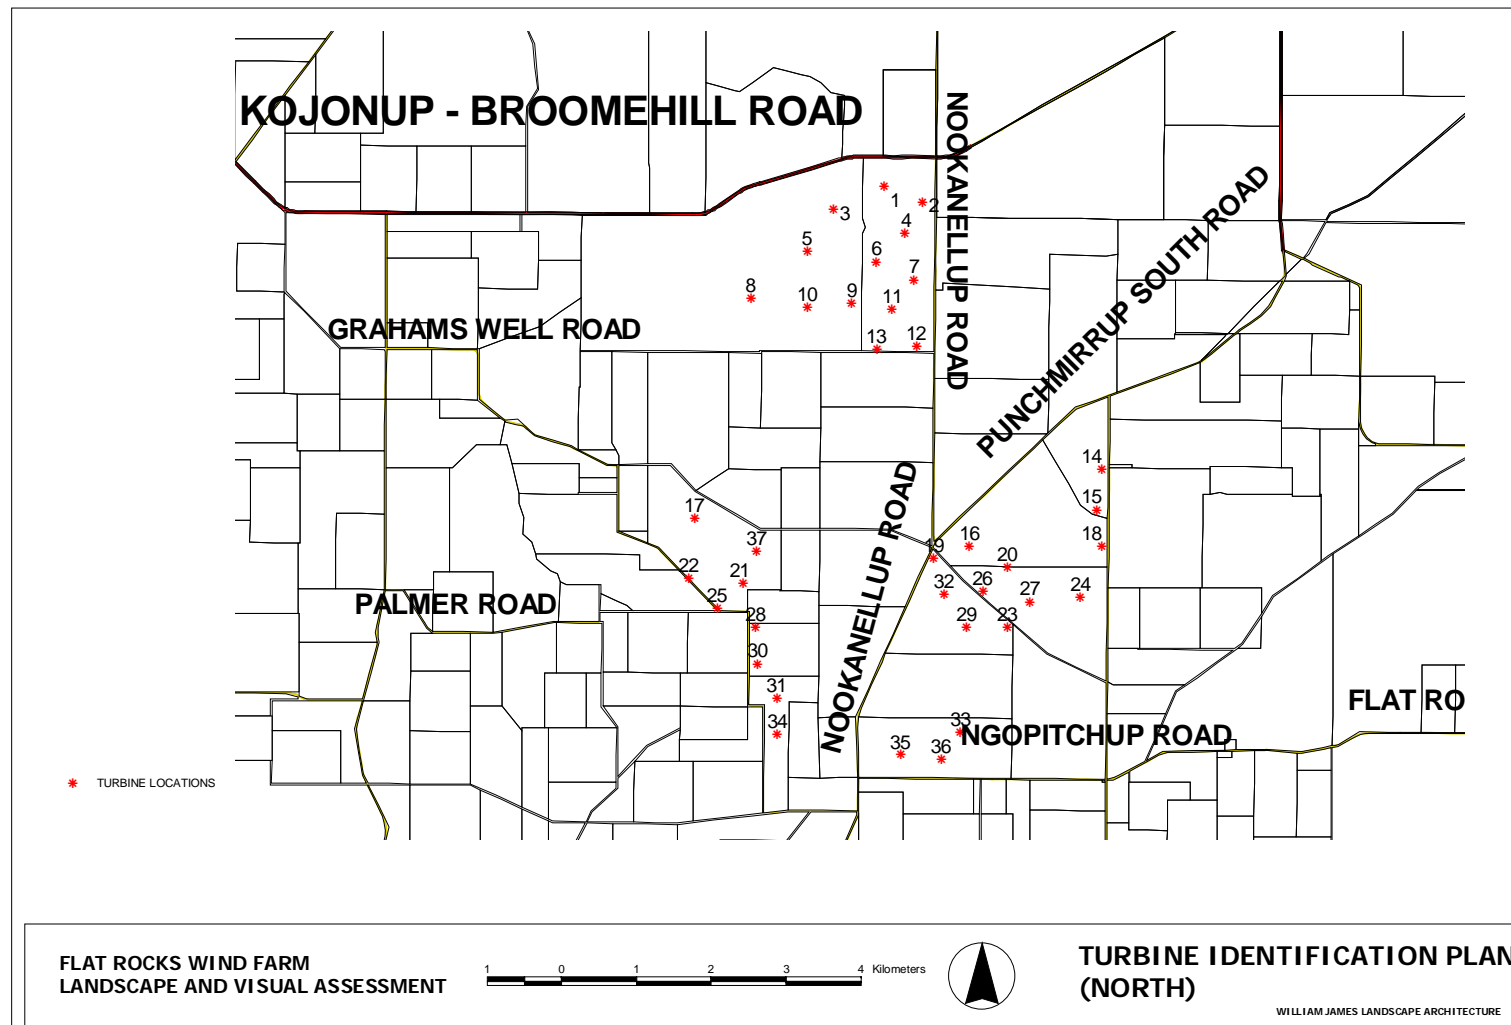 KOJONUP - BROOMEHILL ROAD
NOOKANELLUP ROAD
PUNCHMIRRUP SOUTH ROAD
1
2
3
4
5
6
7
8
9
10
11
12
13
GRAHAMS WELL ROAD
14
15
16
17
18
19
20
37
22
21
25
26
27
24
32
28
29
23
PALMER ROAD
NOOKANELLUP ROAD
30
31
34
33
35
36
NGOPITCHUP ROAD
FLAT RO
TURBINE LOCATIONS
FLAT ROCKS WIND FARM
LANDSCAPE AND VISUAL ASSESSMENT
1 0 1 2 3 4 Kilometers
TURBINE IDENTIFICATION PLAN
(NORTH)
WILLIAM JAMES LANDSCAPE ARCHITECTURE